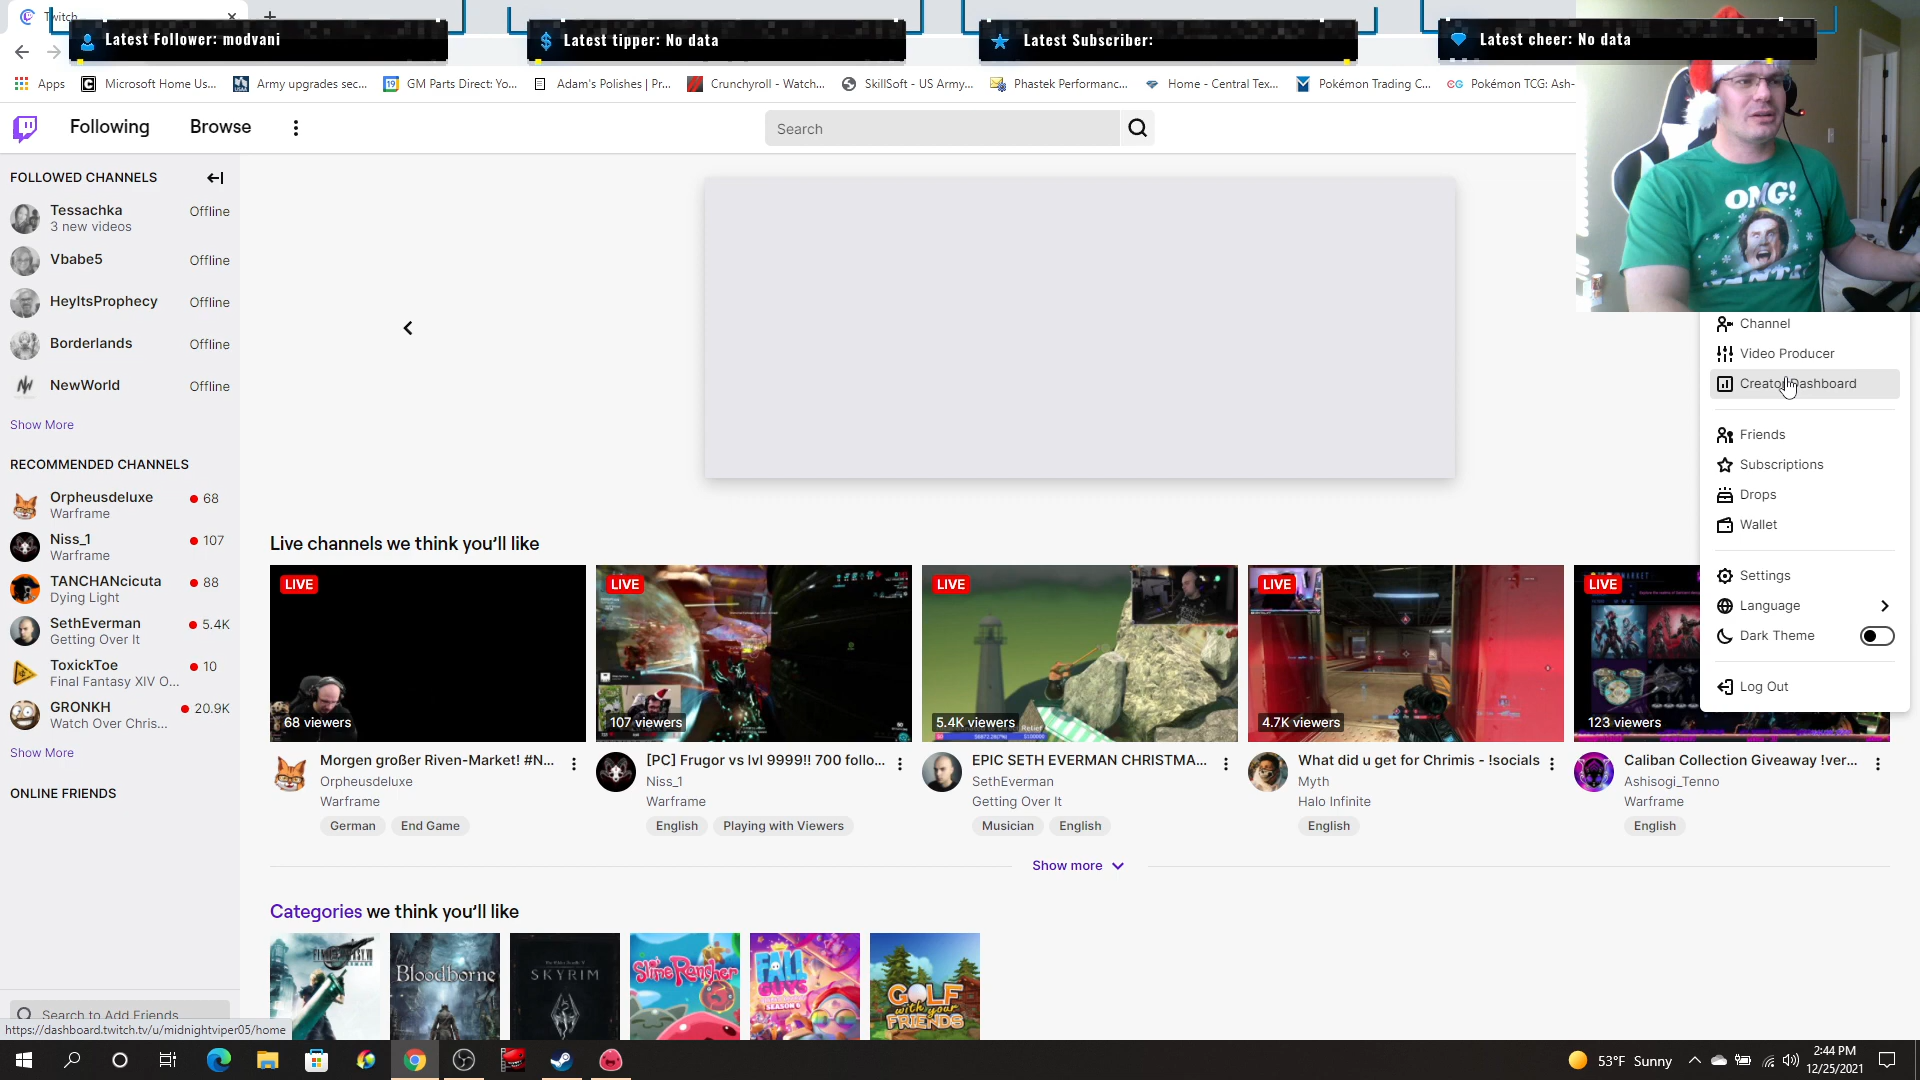 Twitch
Latest Follower: modvani
Latest tipper: No data
Latest Subscriber:
Latest cheer: No data
Apps
Microsoft Home Us...
Army upgrades sec...
GM Parts Direct: Yo...
Adam's Polishes | Pr...
Crunchyroll - Watch...
SkillSoft - US Army...
Phastek Performanc...
Home - Central Tex...
Pokémon Trading C...
Pokémon TCG: Ash-
Following
Browse
Search
OMG!
FOLLOWED CHANNELS
Tessachka
Offline
3 new videos
Vbabe5
Offline
HeyItsProphecy
Offline
Borderlands
Offline
NewWorld
Offline
Show More
RECOMMENDED CHANNELS
Orpheusdeluxe
68
Warframe
Niss_1
107
Warframe
TANCHANcicuta
88
Dying Light
SethEverman
5.4K
Getting Over It
ToxickToe
10
Final Fantasy XIV O...
GRONKH
20.9K
Watch Over Chris...
Show More
ONLINE FRIENDS
Search to Add Friends
https://dashboard.twitch.tv/u/midnightviper05/home
Channel
Video Producer
Creator Dashboard
Friends
Subscriptions
Drops
Wallet
Settings
Language
Dark Theme
Log Out
Live channels we think you'll like
LIVE
68 viewers
Morgen großer Riven-Market! #N...
Orpheusdeluxe
Warframe
German
End Game
LIVE
107 viewers
[PC] Frugor vs lvl 9999!! 700 follo...
Niss_1
Warframe
English
Playing with Viewers
LIVE
5.4K viewers
EPIC SETH EVERMAN CHRISTMA...
SethEverman
Getting Over It
Musician
English
LIVE
4.7K viewers
What did u get for Chrimis - !socials
Myth
Halo Infinite
English
LIVE
123 viewers
Caliban Collection Giveaway !ver...
Ashisogi_Tenno
Warframe
English
Show more
Categories we think you'll like
Bloodborne
SKYRIM
Slime Rancher
FALL GUYS
SEASON 6
GOLF
with your
FRIENDS
53°F Sunny
2:44 PM
12/25/2021